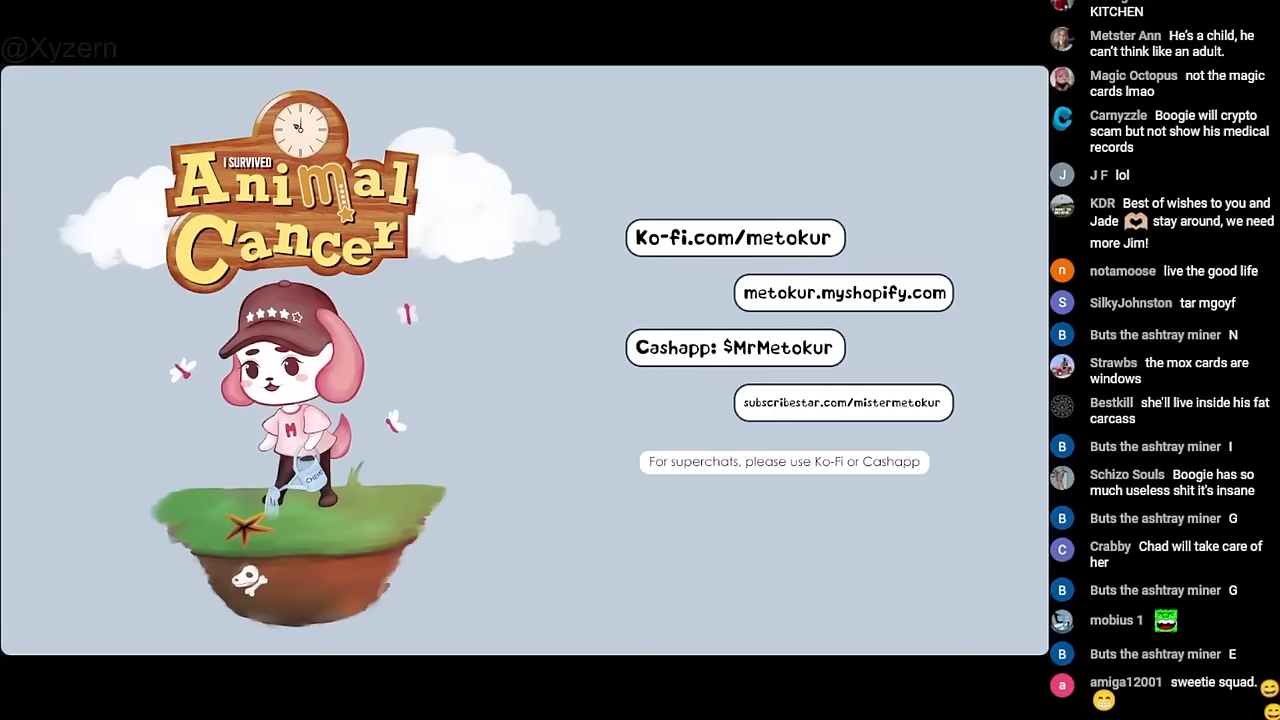 @Xyzern
I SURVIVED
Animal
Cancer
M
CHEMO
Ko-fi.com/metokur
metokur.myshopify.com
Cashapp: $MrMetokur
subscribestar.com/mistermetokur
For superchats, please use Ko-Fi or Cashapp
KITCHEN
Metster Ann He's a child, he
can't think like an adult.
Magic Octopus not the magic
cards lmao
Carnyzzle Boogie will crypto
scam but not show his medical
records
J
J F lol
KDR Best of wishes to you and
Jade stay around, we need
more Jim!
n
notamoose live the good life
S
SilkyJohnston tar mgoyf
B
Buts the ashtray miner N
Strawbs the mox cards are
windows
Bestkill she'll live inside his fat
carcass
B
Buts the ashtray miner I
Schizo Souls Boogie has so
much useless shit it's insane
B
Buts the ashtray miner G
C
Crabby Chad will take care of
her
B
Buts the ashtray miner G
mobius 1
B
Buts the ashtray miner E
a
amiga12001 sweetie squad.